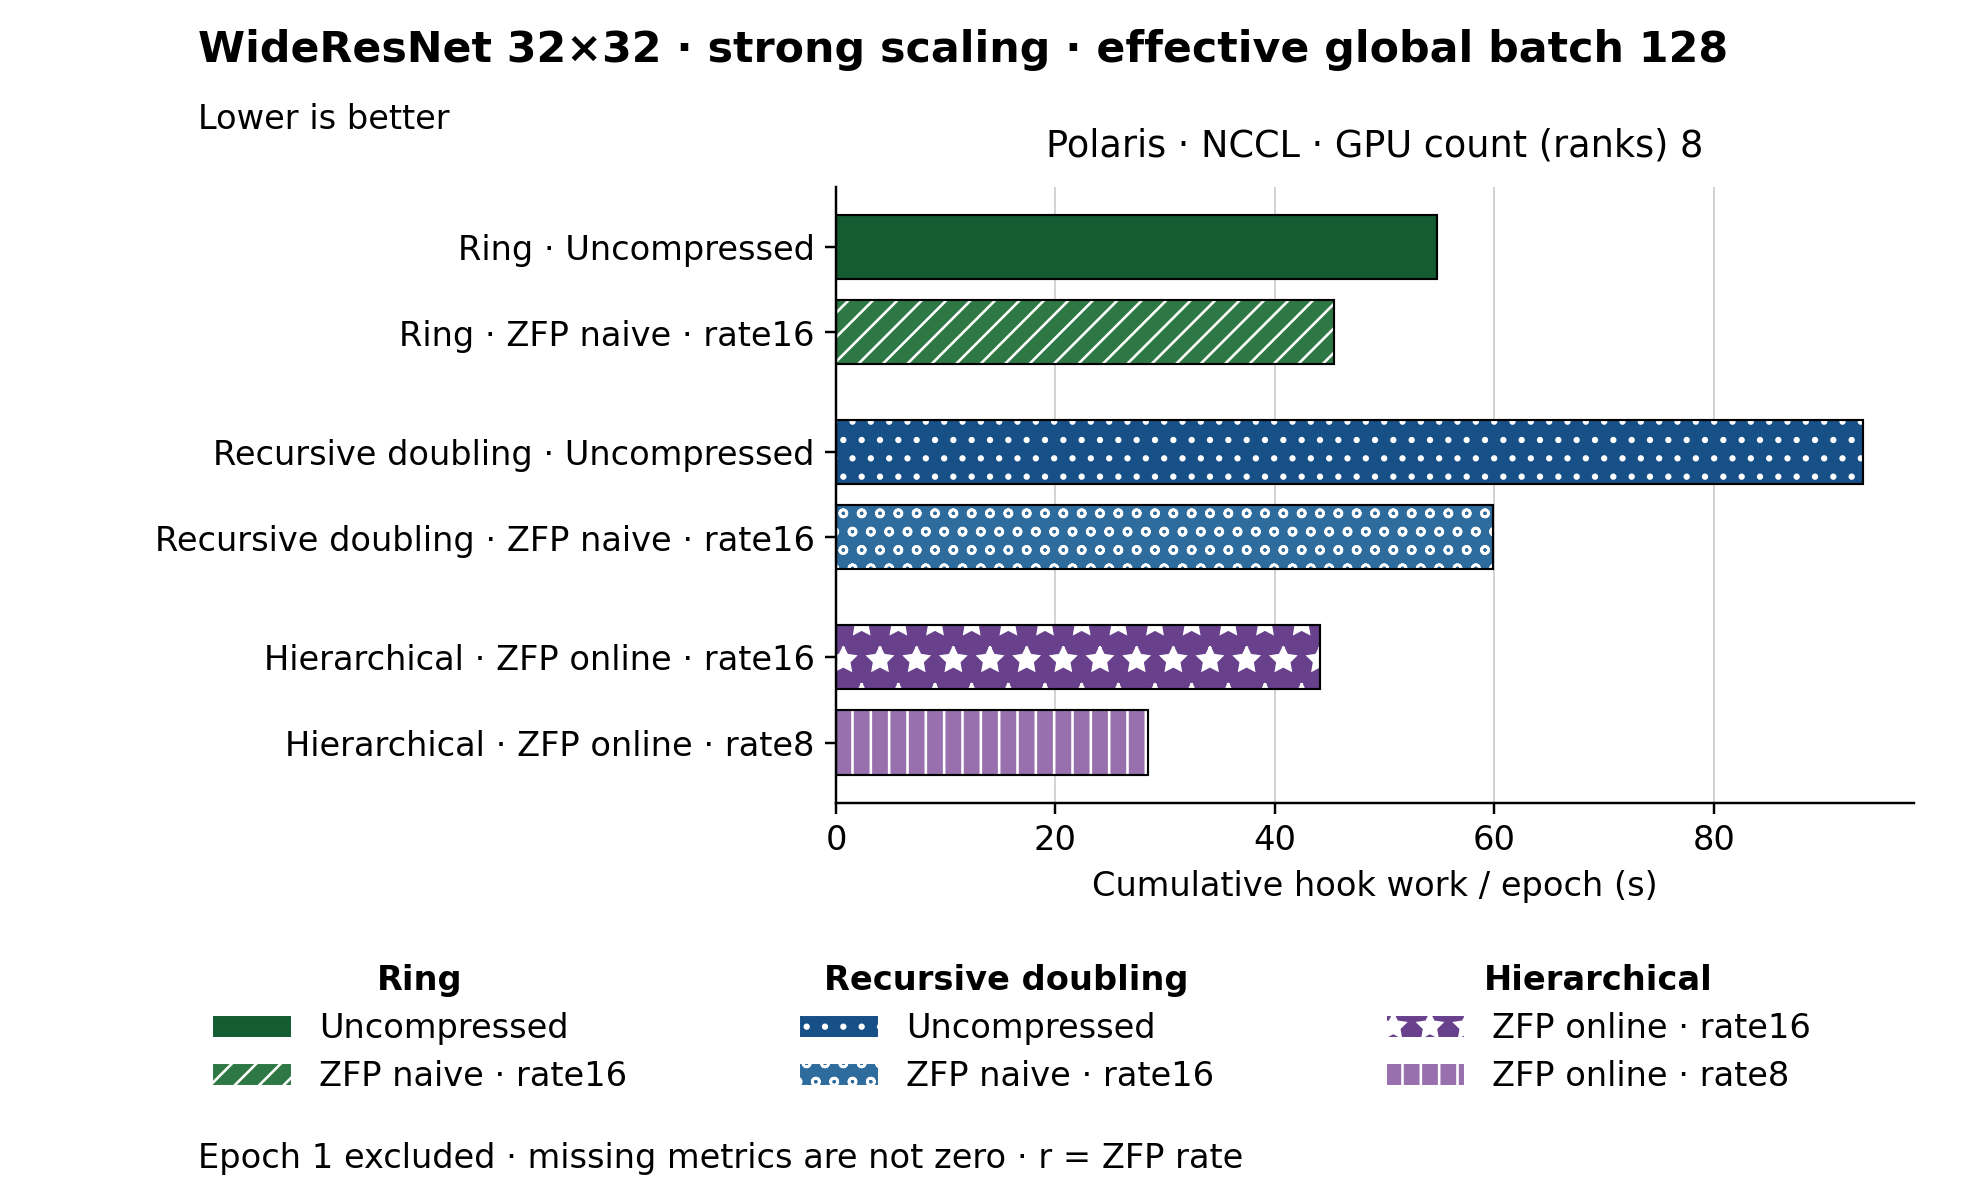 WideResNet 32×32 · strong scaling · effective global batch 128
Lower is better
Polaris · NCCL · GPU count (ranks) 8
Ring · Uncompressed
Ring · ZFP naive · rate16
Recursive doubling · Uncompressed
Recursive doubling · ZFP naive · rate16
Hierarchical · ZFP online · rate16
Hierarchical · ZFP online · rate8
0 20 40 60 80
Cumulative hook work / epoch (s)
Ring
Uncompressed
ZFP naive · rate16
Recursive doubling
Uncompressed
ZFP naive · rate16
Hierarchical
ZFP online · rate16
ZFP online · rate8
Epoch 1 excluded · missing metrics are not zero · r = ZFP rate